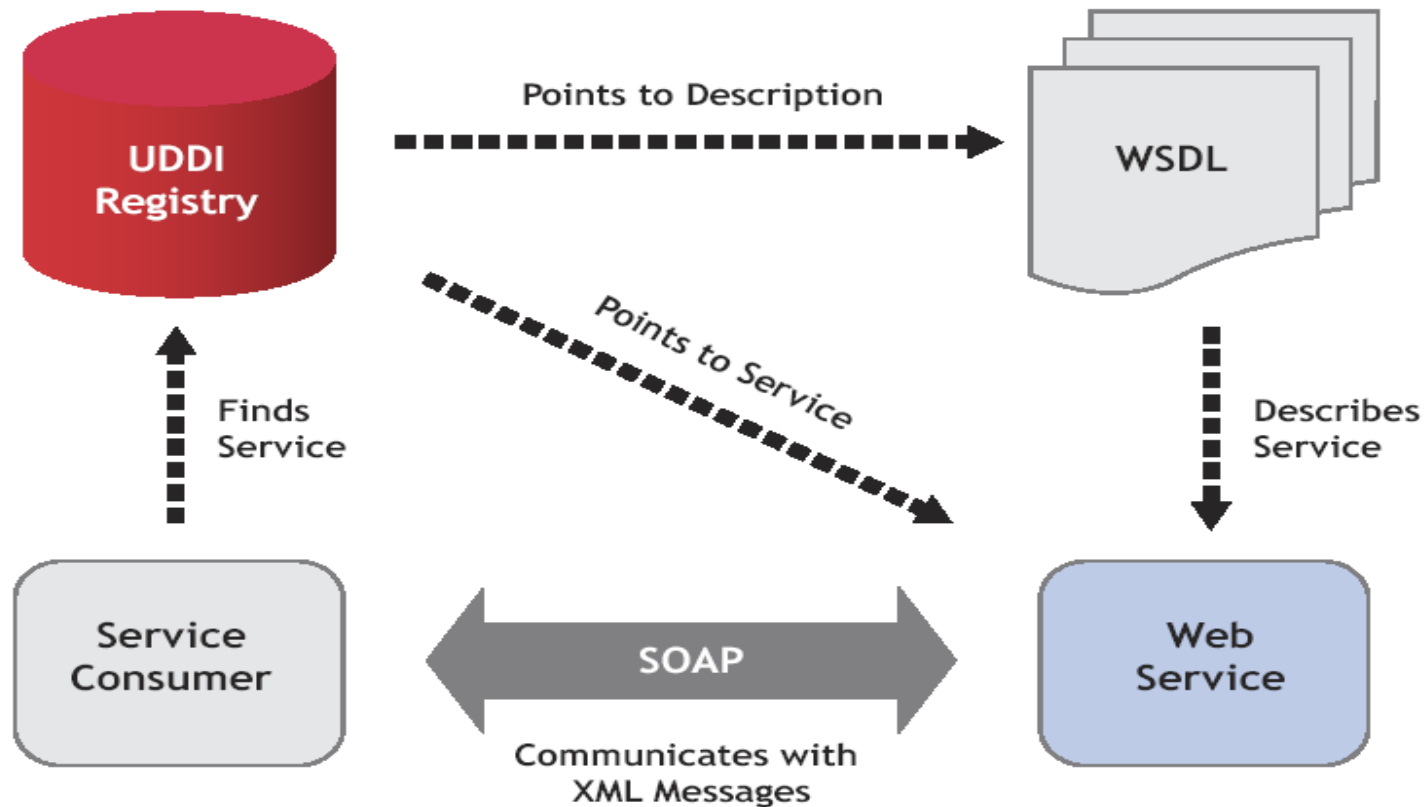 Points to Description
UDDI
Registry
WSDL
Points to Service
Finds
Service
Describes
Service
Service
Consumer
SOAP
Web
Service
Communicates with
XML Messages